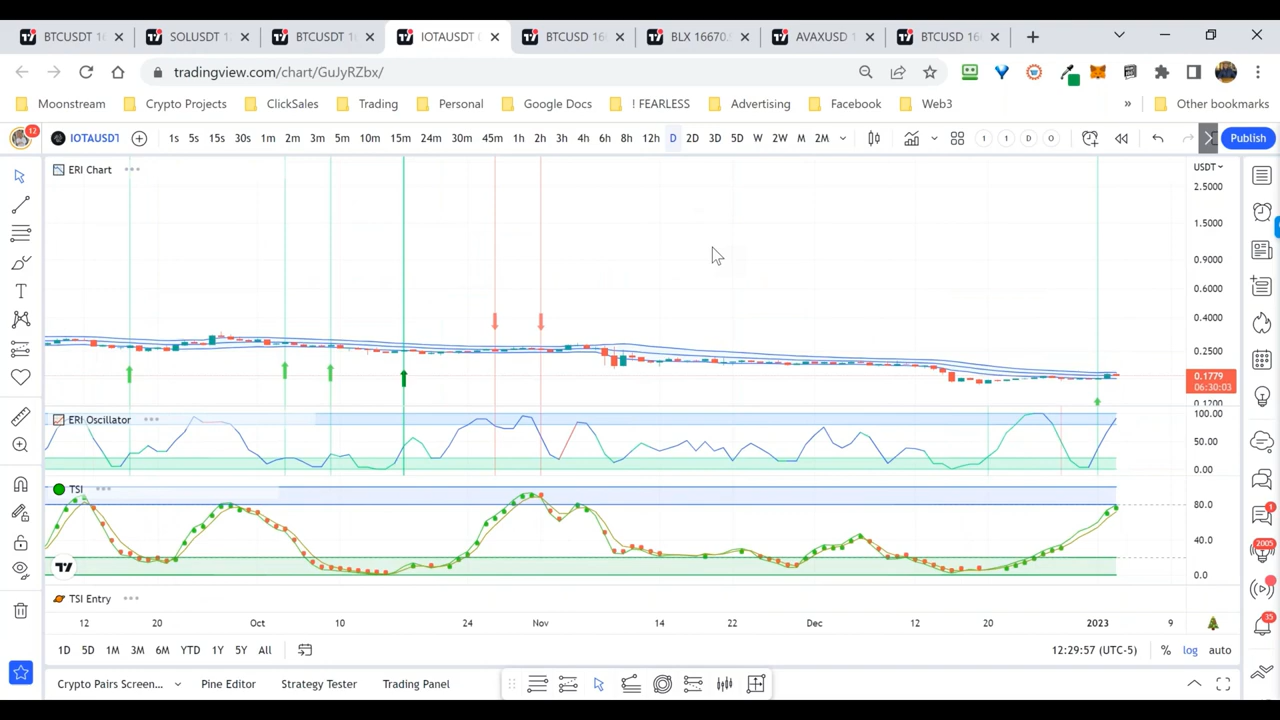 BTCUSDT 16
SOLUSDT 1
BTCUSDT 16
IOTAUSDT
BTCUSD 16
BLX 16670.
AVAXUSD 1
BTCUSD 16
tradingview.com/chart/GuJyRZbx/
Moonstream
Crypto Projects
ClickSales
Trading
Personal
Google Docs
! FEARLESS
Advertising
Facebook
Web3
»
Other bookmarks
12
IOTAUSDT
1s 5s 15s 30s 1m 2m 3m 5m 10m 15m 24m 30m 45m 1h 2h 3h 4h 6h 8h 12h D 2D 3D 5D W 2W M 2M
1 1 D O
Publish
ERI Chart
USDT
2.5000
1.5000
0.9000
0.6000
0.4000
0.2500
0.1779
06:30:03
0.1200
ERI Oscillator
100.00
50.00
0.00
TSI
80.0
40.0
0.0
TSI Entry
12 20 Oct 10 24 Nov 14 22 Dec 12 20 2023 9
1D 5D 1M 3M 6M YTD 1Y 5Y All
12:29:57 (UTC-5)
% log auto
Crypto Pairs Screen...
Pine Editor
Strategy Tester
Trading Panel
1
2005
35